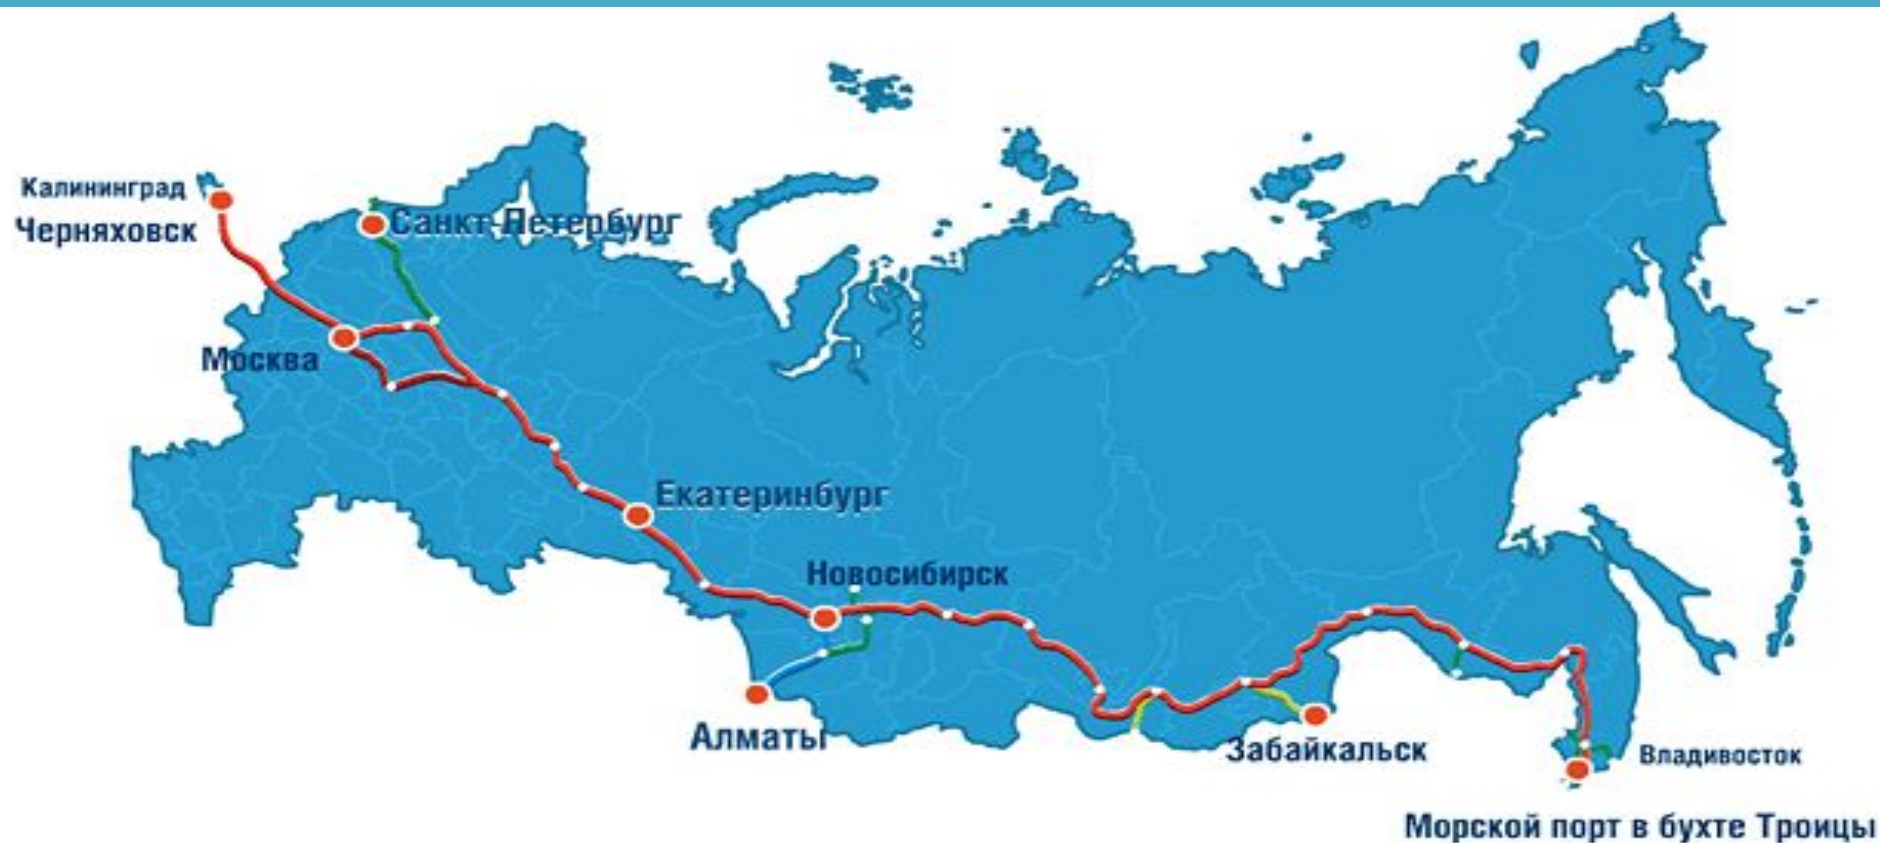 Калининград
Черняховск
Санкт-Петербург
Москва
Екатеринбург
Новосибирск
Алматы
Забайкальск
Владивосток
Морской порт в бухте Троицы